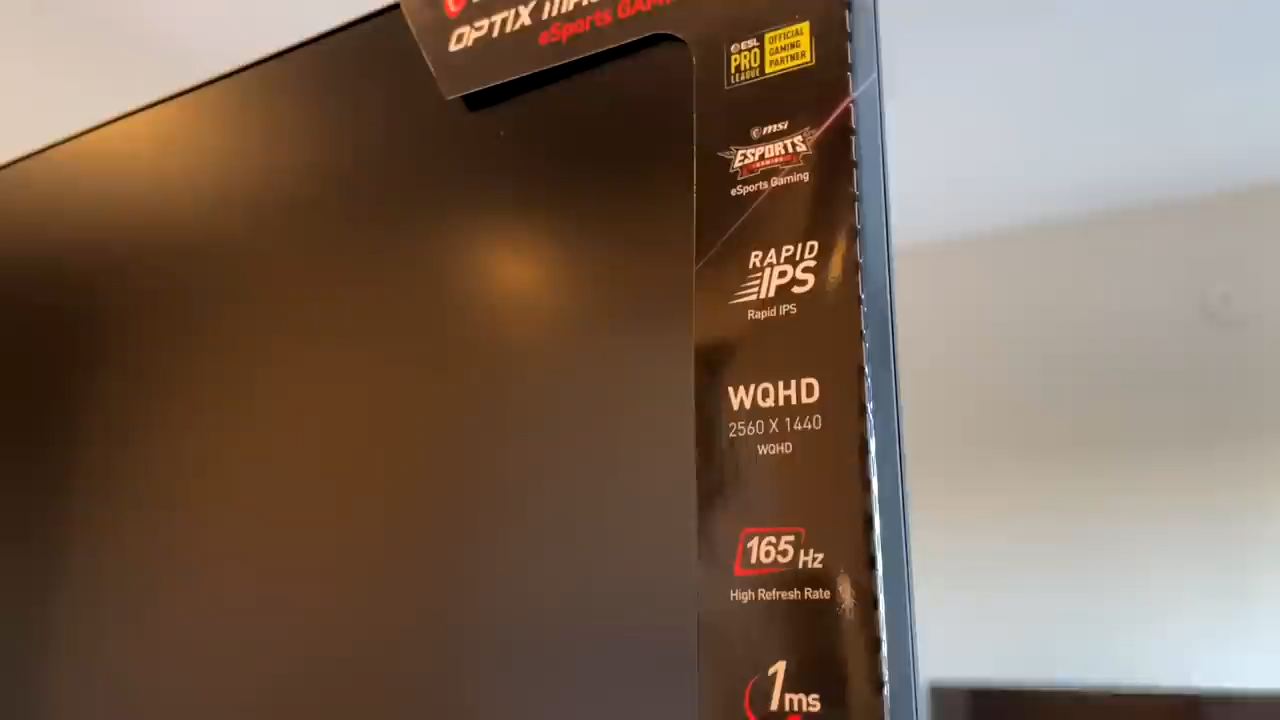 OPTIX
eSports
ESL
PRO
LEAGUE
OFFICIAL
GAMING
PARTNER
msi
ESPORTS
GAMING
eSports Gaming
RAPID
IPS
Rapid IPS
WQHD
2560 X 1440
WQHD
165 Hz
High Refresh Rate
1ms